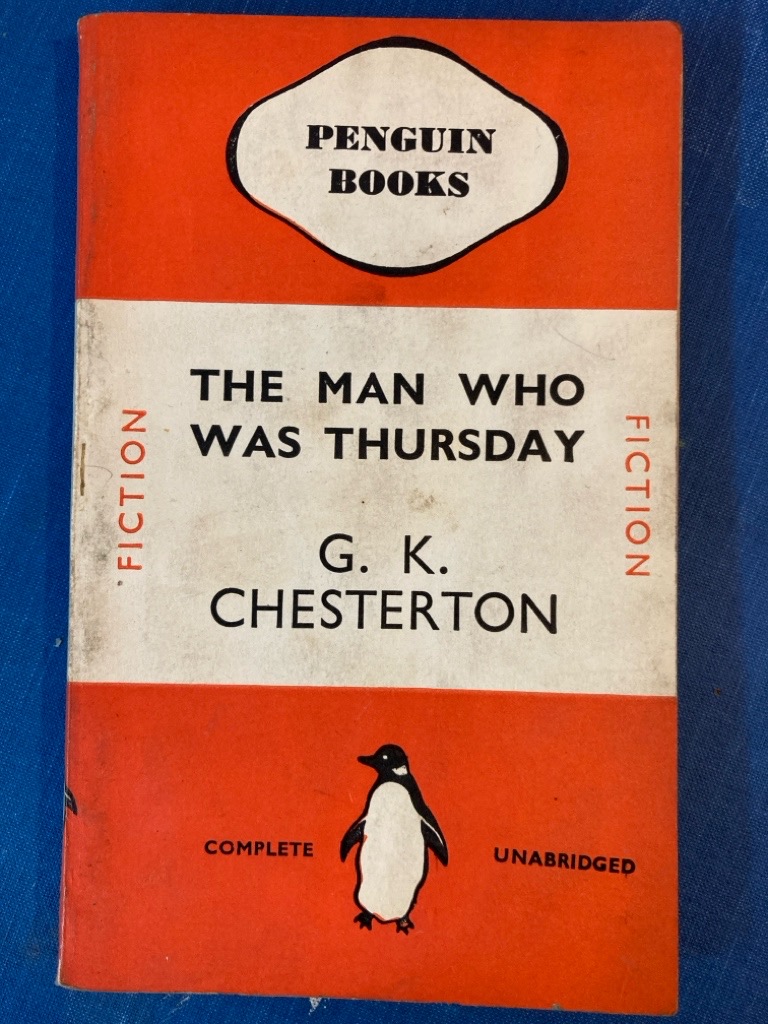 PENGUIN
BOOKS
THE MAN WHO
WAS THURSDAY
FICTION
FICTION
G. K.
CHESTERTON
COMPLETE
UNABRIDGED